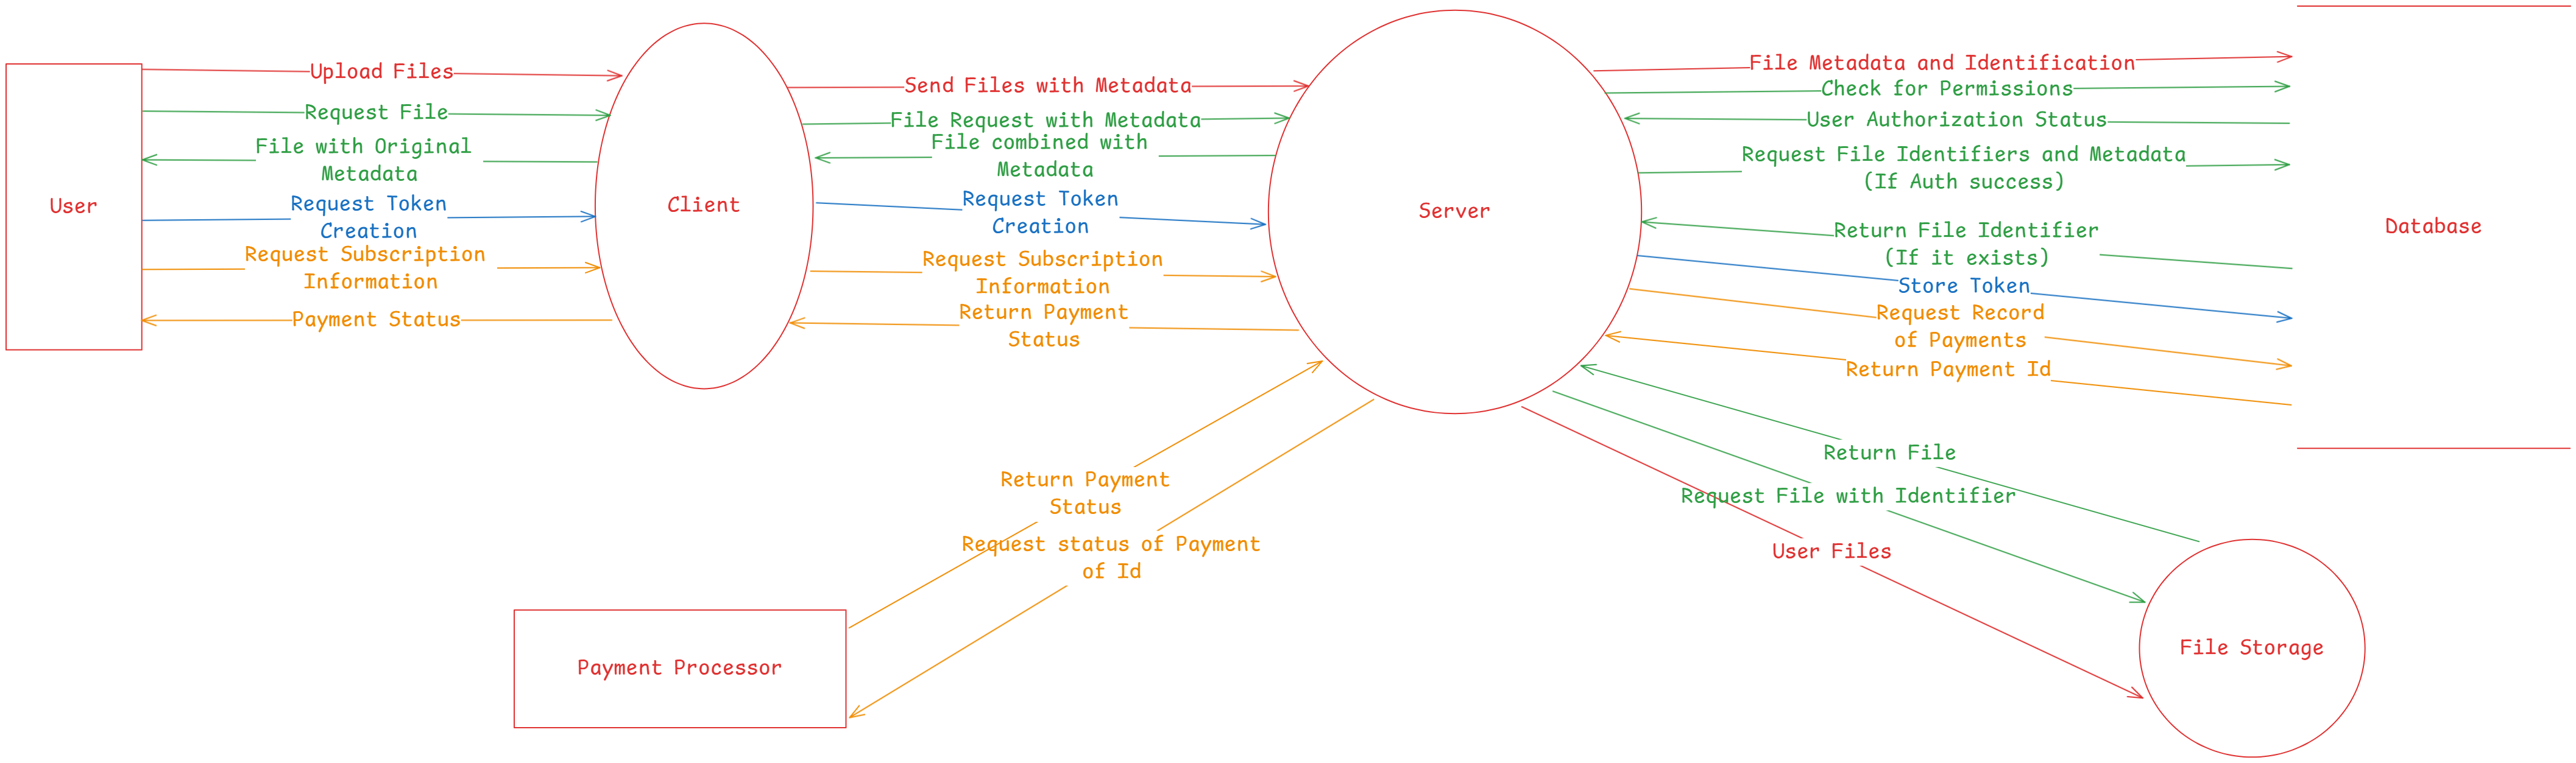 User
Upload Files
Request File
File with Original
Metadata
Request Token
Creation
Request Subscription
Information
Payment Status
Client
Send Files with Metadata
File Request with Metadata
File combined with
Metadata
Request Token
Creation
Request Subscription
Information
Return Payment
Status
Server
File Metadata and Identification
Check for Permissions
User Authorization Status
Request File Identifiers and Metadata
(If Auth success)
Return File Identifier
(If it exists)
Store Token
Request Record
of Payments
Return Payment Id
Database
Return Payment
Status
Request status of Payment
of Id
Payment Processor
Return File
Request File with Identifier
User Files
File Storage